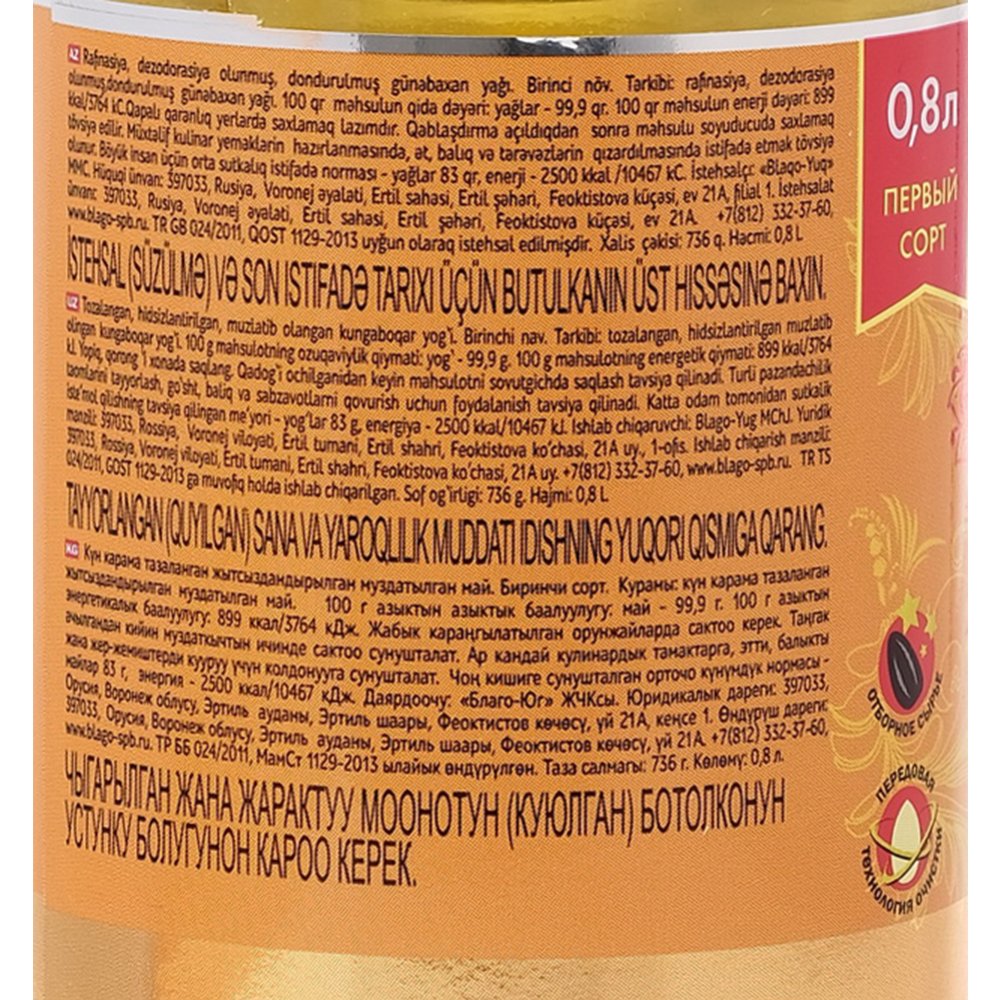 AZ Rafinasiya, dezodorasiya olunmuş, dondurulmuş günəbaxan yağı. Birinci növ. Tərkibi: rafinasiya, dezodorasiya
olunmuş,dondurulmuş günəbaxan yağı. 100 qr məhsulun qida dəyəri: yağlar - 99,9 qr. 100 qr məhsulun enerji dəyəri: 899
kkal/3764 kC.Qapalı qaranlıq yerlərdə saxlamaq lazımdır. Qablaşdırma açıldıqdan sonra məhsulu soyuducuda saxlamaq
tövsiyə edilir. Müxtəlif kulinar yeməklərin hazırlanmasında, ət, balıq və tərəvəzlərin qızardılmasında istifadə etmək tövsiyə
olunur. Böyük insan üçün orta sutkalıq istifadə norması - yağlar 83 qr, enerji - 2500 kkal /10467 kC. İstehsalçı: «Blaqo-Yuq»
MMC. Hüquqi ünvan: 397033, Rusiya, Voronej əyaləti, Ertil sahəsi, Ertil şəhəri, Feoktistova küçəsi, ev 21A, filial 1. İstehsalat
ünvanı: 397033, Rusiya, Voronej əyaləti, Ertil sahəsi, Ertil şəhəri, Feoktistova küçəsi, ev 21A. +7(812) 332-37-60,
www.blago-spb.ru. TR GB 024/2011, QOST 1129-2013 uyğun olaraq istehsal edilmişdir. Xalis çəkisi: 736 q. Həcmi: 0,8 L
İSTEHSAL (SÜZÜLMƏ) VƏ SON ISTIFADƏ TARIXI ÜÇÜN BUTULKANIN ÜST HISSƏSINƏ BAXIN.
UZ Tozalangan, hidsizlantirilgan, muzlatib olangan kungaboqar yog'i. Birinchi nav. Tarkibi: tozalangan, hidsizlantirilgan, muzlatib
olingan kungaboqar yog'i. 100 g mahsulotning ozuqaviylik qiymati: yog' - 99,9 g. 100 g mahsulotning energetik qiymati: 899 kkal/3764
kJ. Yopiq, qorong'i xonada saqlang. Qadog'i ochilganidan keyin mahsulotni sovutgichda saqlash tavsiya qilinadi. Turli pazandachilik
taomlarini tayyorlash, go'sht, baliq va sabzavotlarni qovurish uchun foydalanish tavsiya qilinadi. Katta odam tomonidan sutkalik
iste'mol qilishning tavsiya qilingan me'yori - yog'lar 83 g, energiya - 2500 kkal/10467 kJ. Ishlab chiqaruvchi: Blago-Yug MChJ. Yuridik
manzil: 397033, Rossiya, Voronej viloyati, Ertil tumani, Ertil shahri, Feoktistova ko'chasi, 21A uy., 1-ofis. Ishlab chiqarish manzili:
397033, Rossiya, Voronej viloyati, Ertil tumani, Ertil shahri, Feoktistova ko'chasi, 21A uy. +7(812) 332-37-60, www.blago-spb.ru. TR TS
024/2011, GOST 1129-2013 ga muvofiq holda ishlab chiqarilgan. Sof og'irligi: 736 g. Hajmi: 0,8 L
TAYYORLANGAN (QUYILGAN) SANA VA YAROQLILIK MUDDATI IDISHNING YUQORI QISMIGA QARANG.
KG Күн карама тазаланган жытсыздандырылган муздатылган май. Биринчи сорт. Курамы: күн карама тазаланган
жытсыздандырылган муздатылган май. 100 г азыктын азыктык баалуулугу: май - 99,9 г. 100 г азыктын
энергетикалык баалуулугу: 899 ккал/3764 кДж. Жабык караңгылатылган орунжайларда сактоо керек. Таңгак
ачылгандан кийин муздаткычтын ичинде сактоо сунушталат. Ар кандай кулинардык тамактарга, этти, балыкты
жана жер-жемиштерди кууруу үчүн колдонууга сунушталат. Чоң кишиге сунушталган орточо күнүмдүк нормасы -
майлар 83 г, энергия - 2500 ккал/10467 кДж. Даярдоочу: «Благо-Юг» ЖЧКсы. Юридикалык дареги: 397033,
Орусия, Воронеж облусу, Эртиль ауданы, Эртиль шаары, Феоктистов көчөсү, үй 21А, кеңсе 1. Өндүрүш дареги:
397033, Орусия, Воронеж облусу, Эртиль ауданы, Эртиль шаары, Феоктистов көчөсү, үй 21А. +7(812) 332-37-60,
www.blago-spb.ru. ТР ББ 024/2011, МамСт 1129-2013 ылайык өндүрүлгөн. Таза салмагы: 736 г. Көлөмү: 0,8 л.
ЧЫГАРЫЛГАН ЖАНА ЖАРАКТУУ МООНОТУН (КУЮЛГАН) БОТОЛКОНУН
УСТУНКУ БОЛУГУНОН КАРОО КЕРЕК.
0,8л
ПЕРВЫЙ
СОРТ
ОТБОРНОЕ СЫРЬЕ
ПЕРЕДОВАЯ
ТЕХНОЛОГИЯ ОЧИСТКИ